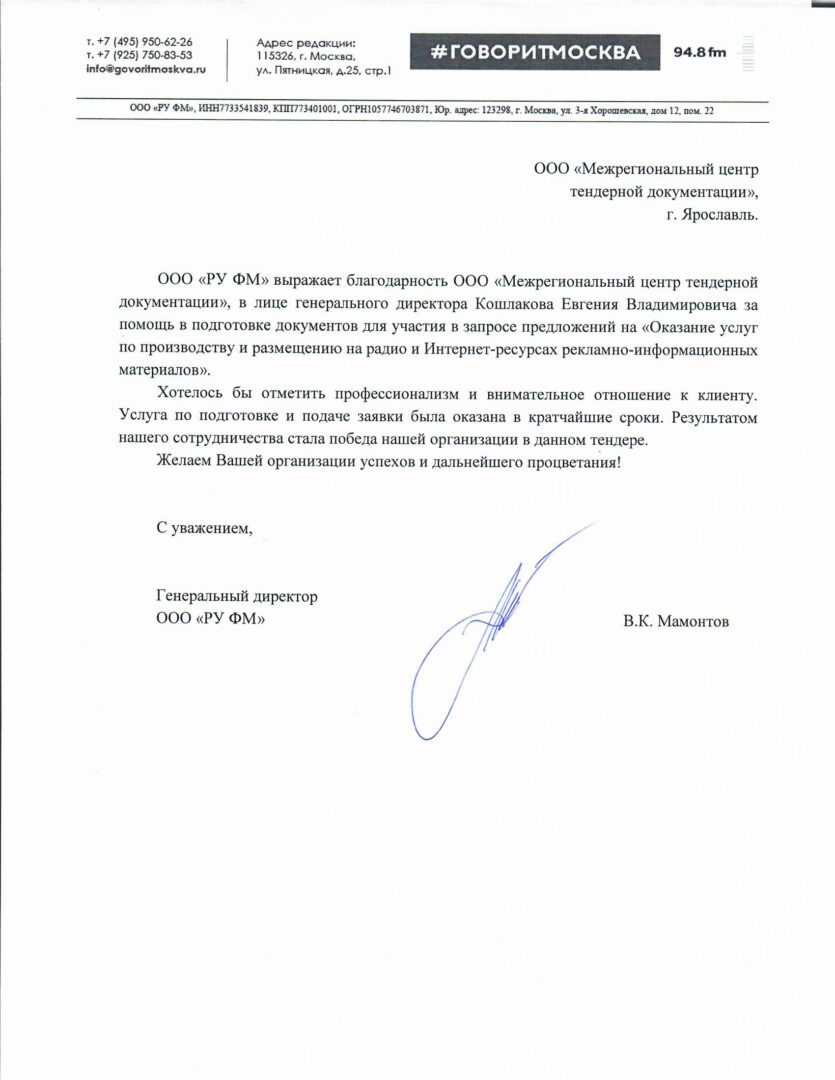 т. +7 (495) 950-62-26
т. +7 (925) 750-83-53
info@govoritmoskva.ru
Адрес редакции:
115326, г. Москва,
ул. Пятницкая, д.25, стр.1
#ГОВОРИТМОСКВА
94.8fm
ООО «РУ ФМ», ИНН7733541839, КПП773401001, ОГРН1057746703871, Юр. адрес: 123298, г. Москва, ул. 3-я Хорошевская, дом 12, пом. 22
ООО «Межрегиональный центр
тендерной документации»,
г. Ярославль.
ООО «РУ ФМ» выражает благодарность ООО «Межрегиональный центр тендерной
документации», в лице генерального директора Кошлакова Евгения Владимировича за
помощь в подготовке документов для участия в запросе предложений на «Оказание услуг
по производству и размещению на радио и Интернет-ресурсах рекламно-информационных
материалов».
Хотелось бы отметить профессионализм и внимательное отношение к клиенту.
Услуга по подготовке и подаче заявки была оказана в кратчайшие сроки. Результатом
нашего сотрудничества стала победа нашей организации в данном тендере.
Желаем Вашей организации успехов и дальнейшего процветания!
С уважением,
Генеральный директор
ООО «РУ ФМ»
В.К. Мамонтов